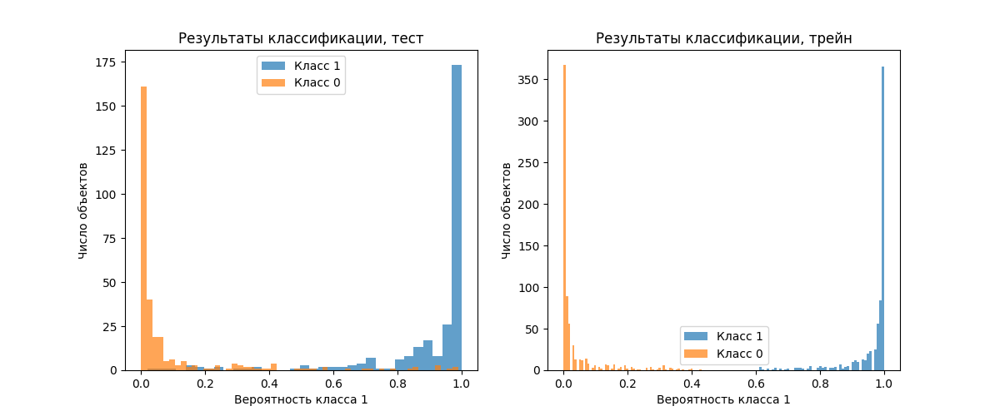 Результаты классификации, тест
Число объектов
175
150
125
100
75
50
25
0
Класс 1
Класс 0
0.0 0.2 0.4 0.6 0.8 1.0
Вероятность класса 1
Результаты классификации, трейн
Число объектов
350
300
250
200
150
100
50
0
Класс 1
Класс 0
0.0 0.2 0.4 0.6 0.8 1.0
Вероятность класса 1